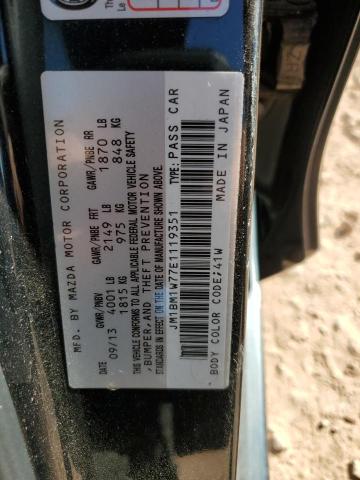 MFD. BY MAZDA MOTOR CORPORATION
DATE GVWR/PNBV GAWR/PNBE FRT GAWR/PNBE RR
09/13 4001 LB 2149 LB 1870 LB
1815 KG 975 KG 848 KG
THIS VEHICLE CONFORMS TO ALL APPLICABLE FEDERAL MOTOR VEHICLE SAFETY
,BUMPER,AND THEFT PREVENTION
STANDARDS IN EFFECT ON THE DATE OF MANUFACTURE SHOWN ABOVE.
JM1BM1W77E1119351 TYPE: PASS CAR
BODY COLOR CODE;41W MADE IN JAPAN
Th
Le